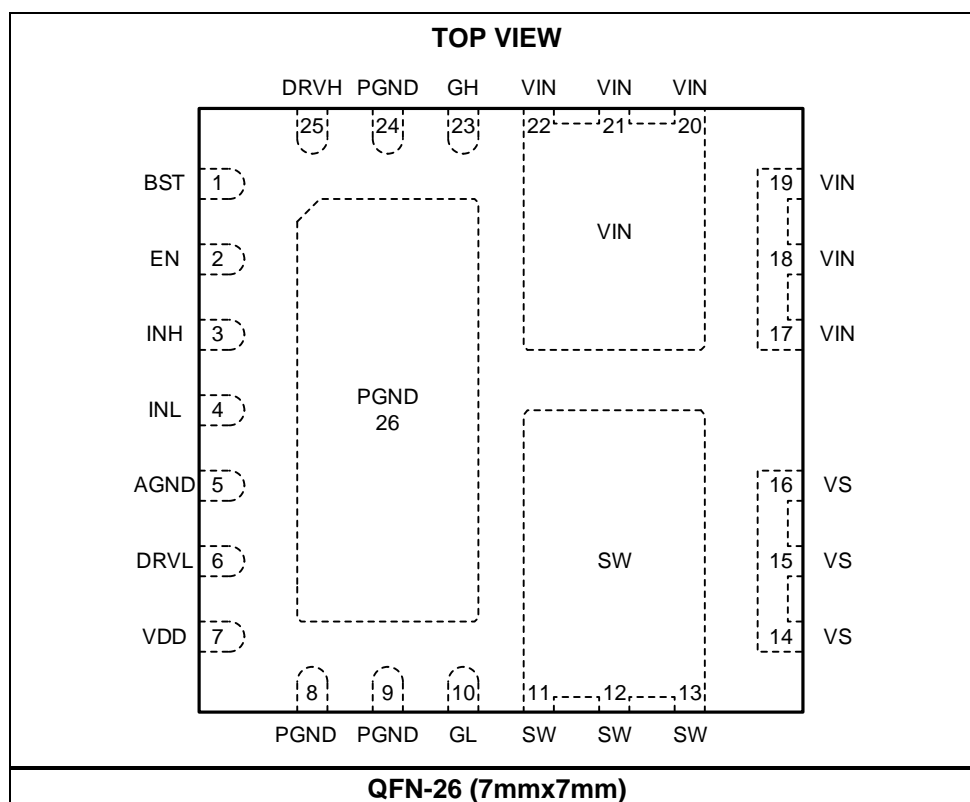 TOP VIEW
DRVH PGND GH VIN VIN VIN
25 24 23 22 21 20
BST 1 19 VIN
VIN
EN 2 18 VIN
INH 3 17 VIN
PGND
26
INL 4
AGND 5 16 VS
DRVL 6 SW 15 VS
VDD 7 14 VS
8 9 10 11 12 13
PGND PGND GL SW SW SW
QFN-26 (7mmx7mm)